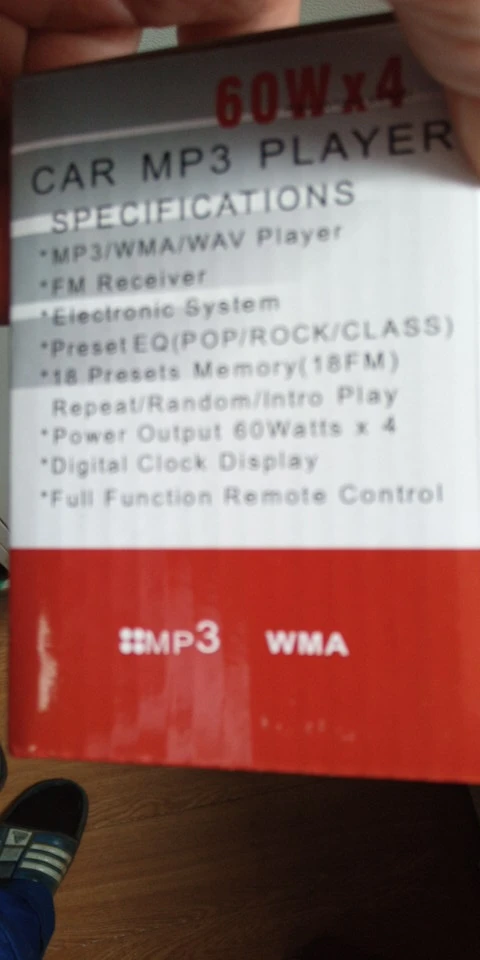 60Wx4
CAR MP3 PLAYER
SPECIFICATIONS
*MP3/WMA/WAV Player
*FM Receiver
*Electronic System
*Preset EQ(POP/ROCK/CLASS)
*18 Presets Memory(18FM)
Repeat/Random/Intro Play
*Power Output 60Watts x 4
*Digital Clock Display
*Full Function Remote Control
MP3 WMA